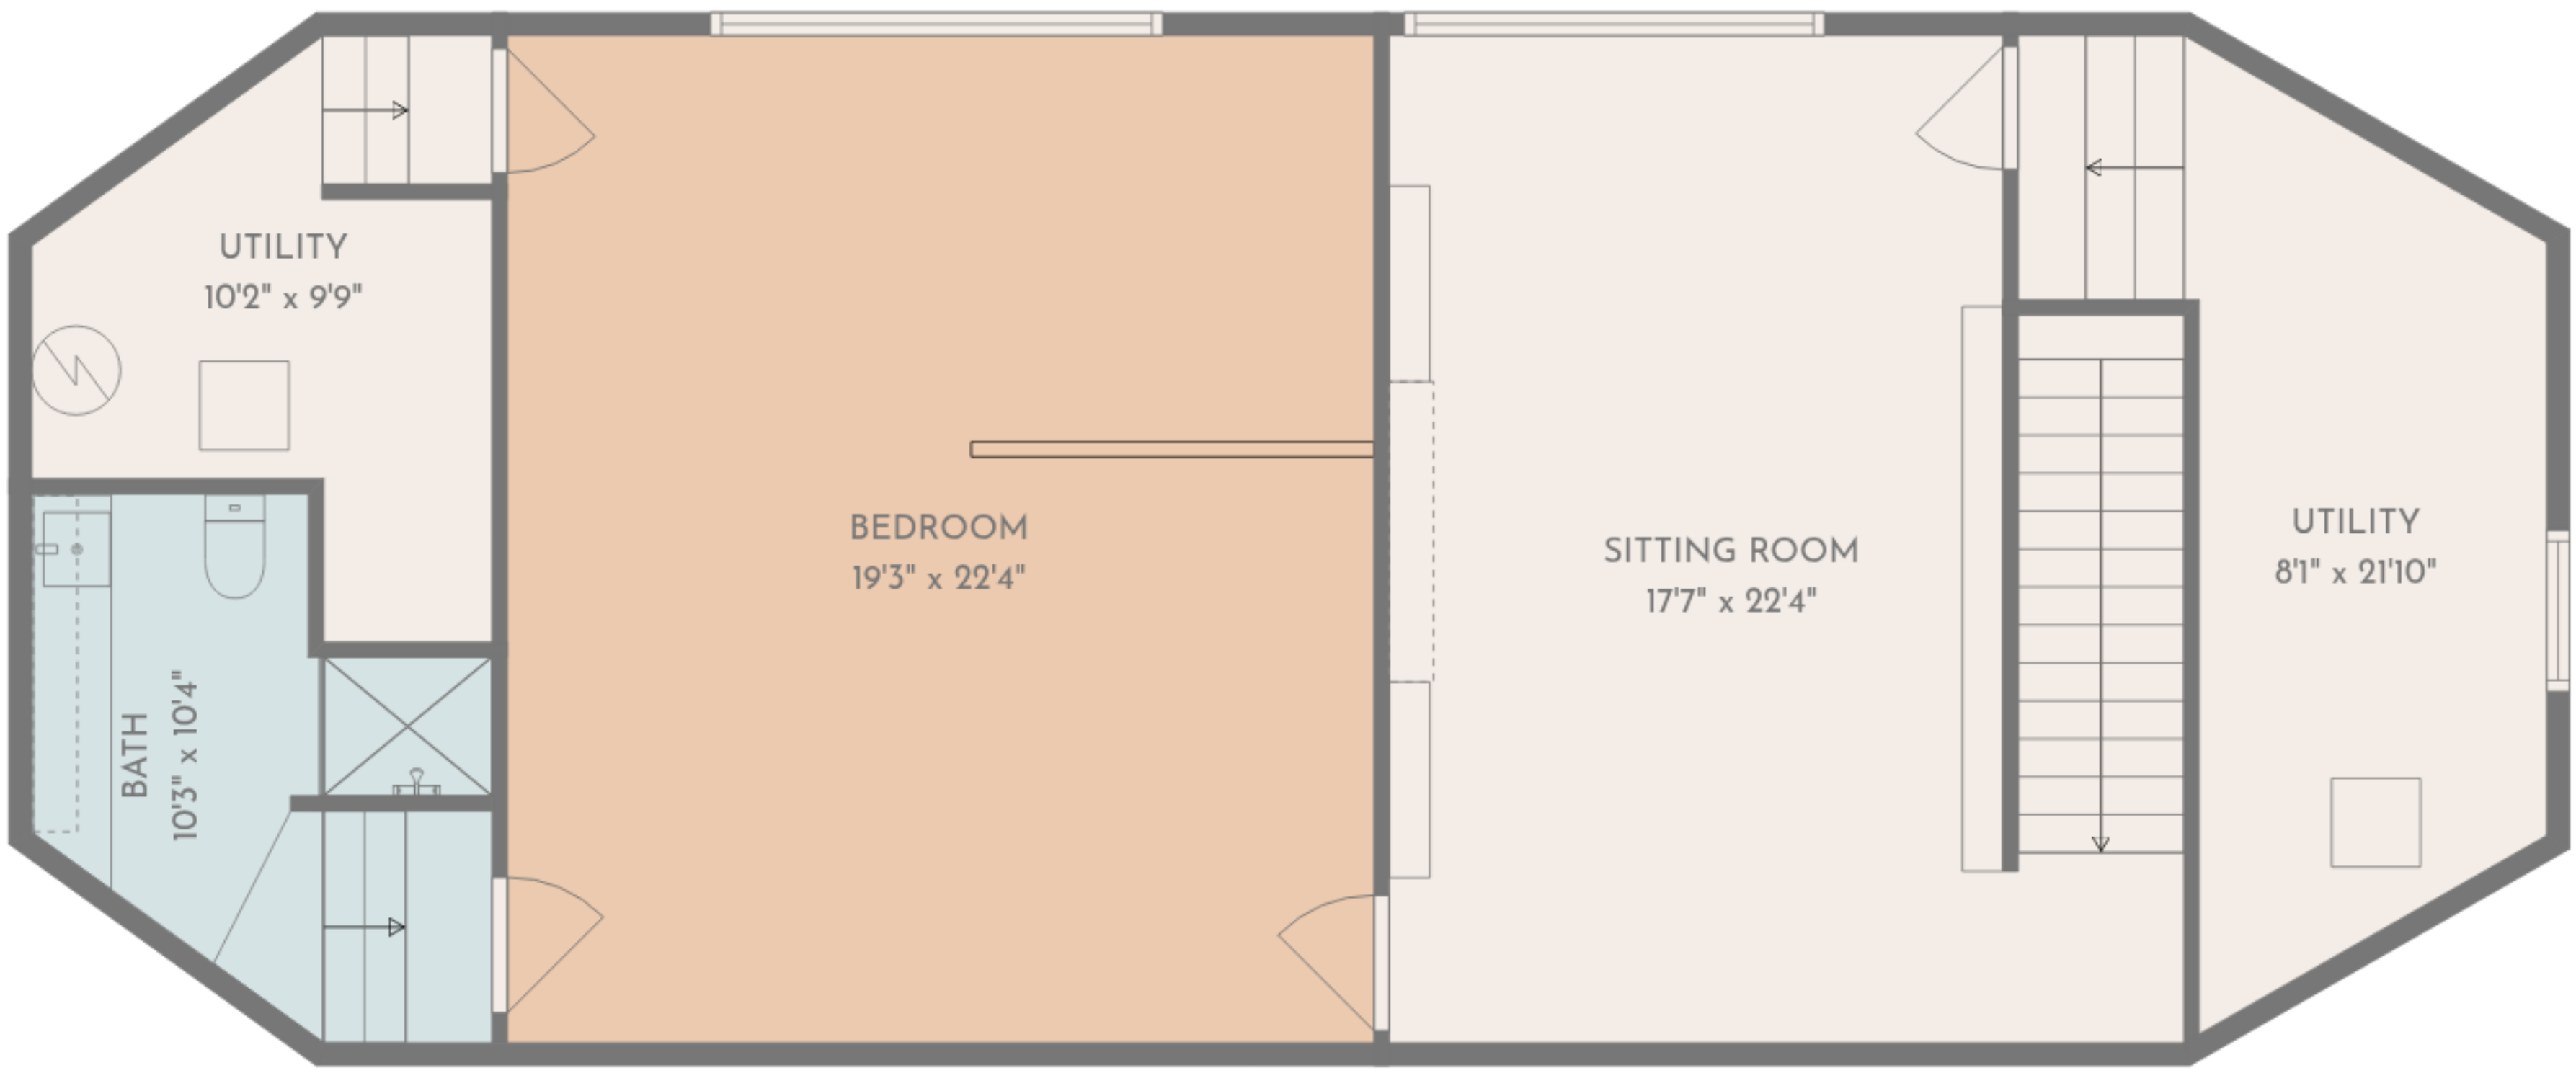 UTILITY
10'2" x 9'9"
BEDROOM
19'3" x 22'4"
SITTING ROOM
17'7" x 22'4"
UTILITY
8'1" x 21'10"
BATH
10'3" x 10'4"